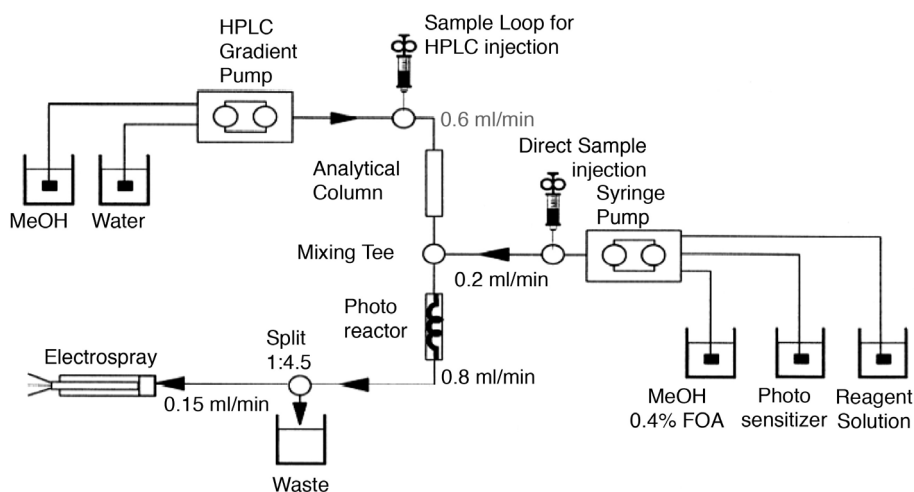 HPLC
Gradient
Pump
Sample Loop for
HPLC injection
0.6 ml/min
MeOH
Water
Analytical
Column
Direct Sample
injection
Syringe
Pump
Mixing Tee
0.2 ml/min
Photo
reactor
Split
1:4.5
Electrospray
0.15 ml/min
0.8 ml/min
Waste
MeOH
0.4% FOA
Photo
sensitizer
Reagent
Solution